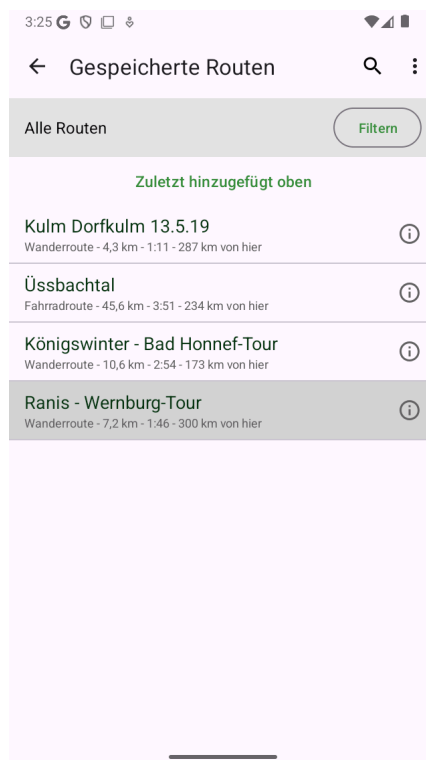 3:25
Gespeicherte Routen
Alle Routen
Filtern
Zuletzt hinzugefügt oben
Kulm Dorfkulm 13.5.19
Wanderroute - 4,3 km - 1:11 - 287 km von hier
Üssbachtal
Fahrradroute - 45,6 km - 3:51 - 234 km von hier
Königswinter - Bad Honnef-Tour
Wanderroute - 10,6 km - 2:54 - 173 km von hier
Ranis - Wernburg-Tour
Wanderroute - 7,2 km - 1:46 - 300 km von hier